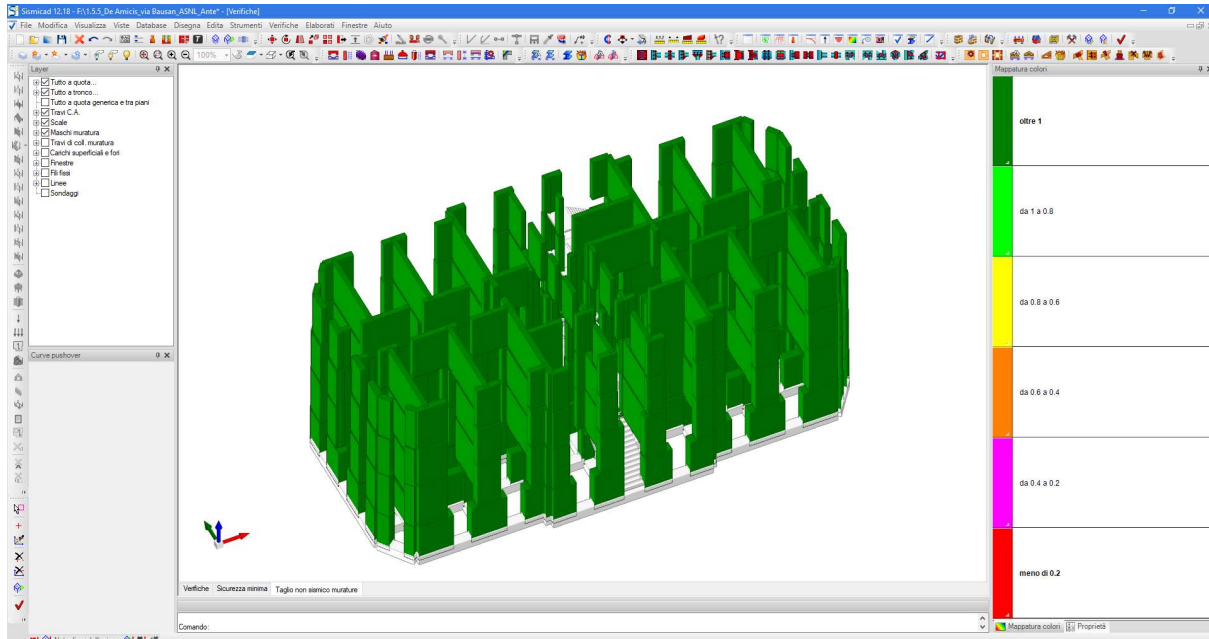 Sismicad 12.18 - F:\1.5.5_De Amicis_via Bausan_ASNL_Ante* - [Verifiche]
File Modifica Visualizza Viste Database Disegna Edita Strumenti Verifiche Elaborati Finestre Aiuto
100%
Layer
Tutto a quota...
Tutto a tronco...
Tutto a quota generica e tra piani
Travi C.A.
Scale
Maschi muratura
Travi di coll. muratura
Carichi superficiali e fori
Finestre
Fili fissi
Linee
Sondaggi
Curve pushover
Mappatura colori
oltre 1
da 1 a 0.8
da 0.8 a 0.6
da 0.6 a 0.4
da 0.4 a 0.2
meno di 0.2
Verifiche Sicurezza minima Taglio non sismico murature
Comando:
Mappatura colori Proprietà